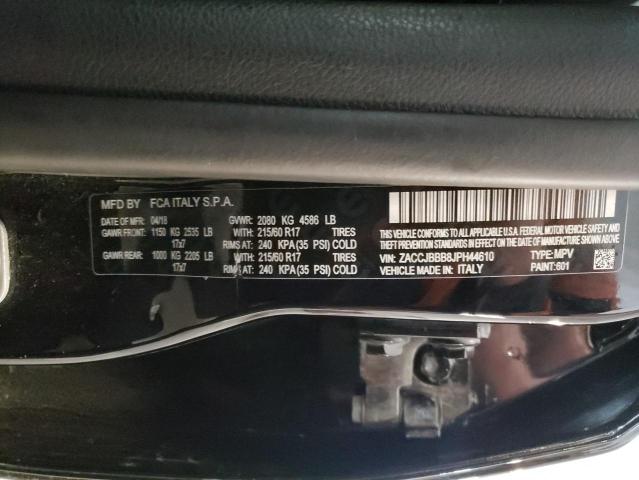 MFD BY FCA ITALY S.P.A.
DATE OF MFR: 04/18 GVWR: 2080 KG 4586 LB
GAWR FRONT: 1150 KG 2535 LB WITH 215/60 R17 TIRES
17x7 RIMS AT: 240 KPA (35 PSI) COLD
GAWR REAR: 1000 KG 2205 LB WITH: 215/60 R17 TIRES
17x7 RIMS AT: 240 KPA (35 PSI) COLD
THIS VEHICLE CONFORMS TO ALL APPLICABLE U.S.A. FEDERAL MOTOR VEHICLE SAFETY AND
THEFT PREVENTION STANDARDS IN EFFECT ON THE DATE OF MANUFACTURE SHOWN ABOVE.
VIN: ZACCJBBB8JPH44610 TYPE: MPV
VEHICLE MADE IN: ITALY PAINT: 601